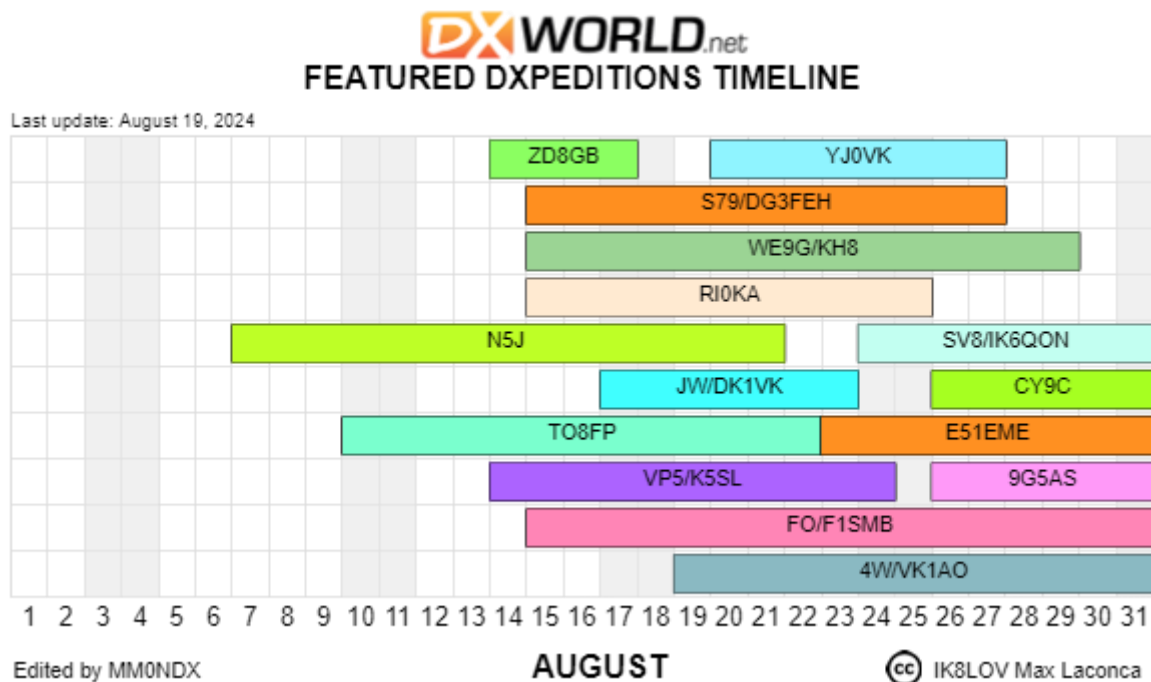 DX WORLD.net
FEATURED DXPEDITIONS TIMELINE
Last update: August 19, 2024
ZD8GB YJ0VK
S79/DG3FEH
WE9G/KH8
RI0KA
N5J SV8/IK6QON
JW/DK1VK CY9C
TO8FP E51EME
VP5/K5SL 9G5AS
FO/F1SMB
4W/VK1AO
1 2 3 4 5 6 7 8 9 10 11 12 13 14 15 16 17 18 19 20 21 22 23 24 25 26 27 28 29 30 31
Edited by MM0NDX AUGUST cc IK8LOV Max Laconca